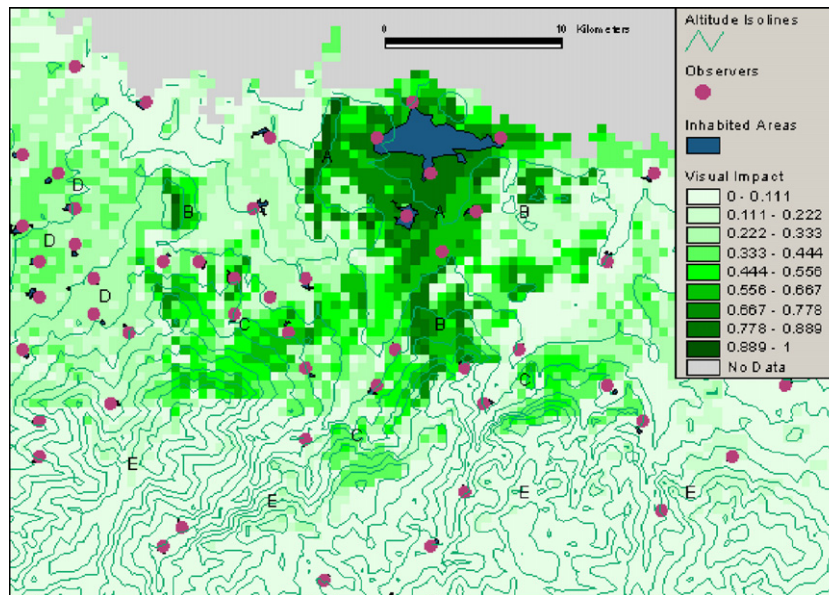 0 10 Kilometers
Altitude Isolines
Observers
Inhabited Areas
Visual Impact
0 - 0.111
0.111 - 0.222
0.222 - 0.333
0.333 - 0.444
0.444 - 0.556
0.556 - 0.667
0.667 - 0.778
0.778 - 0.889
0.889 - 1
No Data
A
D
B
A
B
D
D
C
B
C
C
E
E
E
E